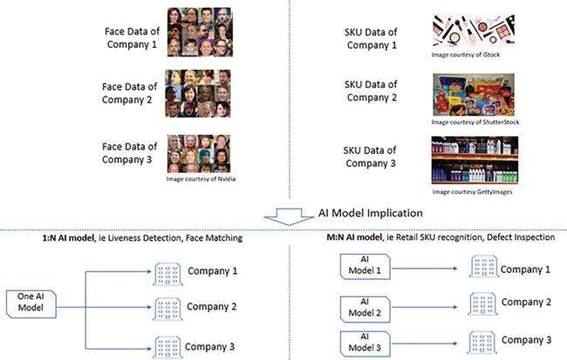 Face Data of
Company 1
Face Data of
Company 2
Face Data of
Company 3
Image courtesy of Nvidia
SKU Data of
Company 1
Image courtesy of iStock
SKU Data of
Company 2
Image courtesy of ShutterStock
SKU Data of
Company 3
Image courtesy GettyImages
AI Model Implication
1:N AI model, ie Liveness Detection, Face Matching
One AI
Model
Company 1
Company 2
Company 3
M:N AI model, ie Retail SKU recognition, Defect Inspection
AI
Model 1
Company 1
AI
Model 2
Company 2
AI
Model 3
Company 3